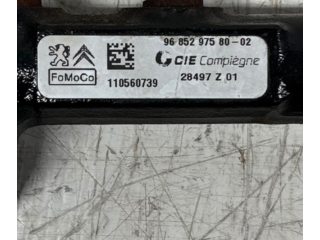 96 852 975 80-02
CIE Compiègne
FoMoCo
110560739
28497 Z 01